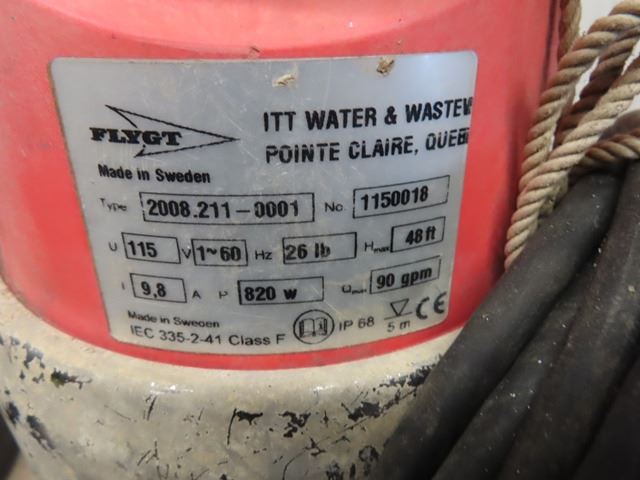 FLYGT
ITT WATER & WASTEW
POINTE CLAIRE, QUEB
Made in Sweden
Type 2008.211-0001 No. 1150018
U 115 V 1~60 Hz 26 lb Hmax 48 ft
I 9,8 A P 820 w Qmax 90 gpm
Made in Sweden
IEC 335-2-41 Class F IP 68 5 m CE